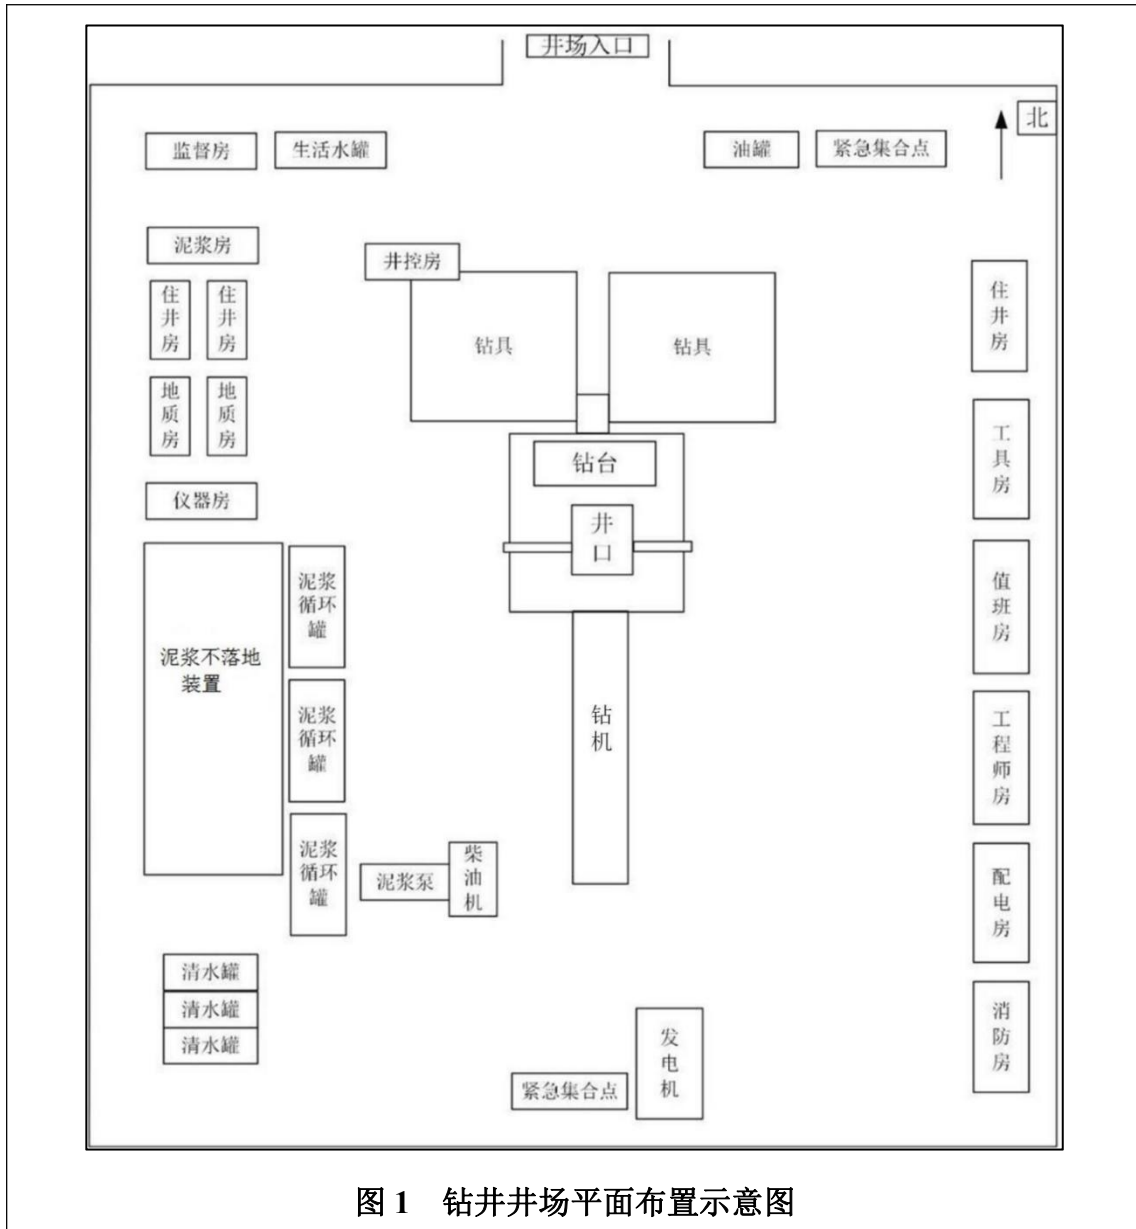 井场入口
北
监督房
生活水罐
油罐
紧急集合点
泥浆房
井控房
住井房
住井房
住井房
钻具
钻具
地质房
地质房
工具房
钻台
仪器房
井口
泥浆
循环
罐
值班房
泥浆不落地
装置
泥浆
循环
罐
钻机
工程师房
泥浆
循环
罐
泥浆泵
柴油机
配电房
清水罐
清水罐
清水罐
发电机
消防房
紧急集合点
图 1 钻井井场平面布置示意图